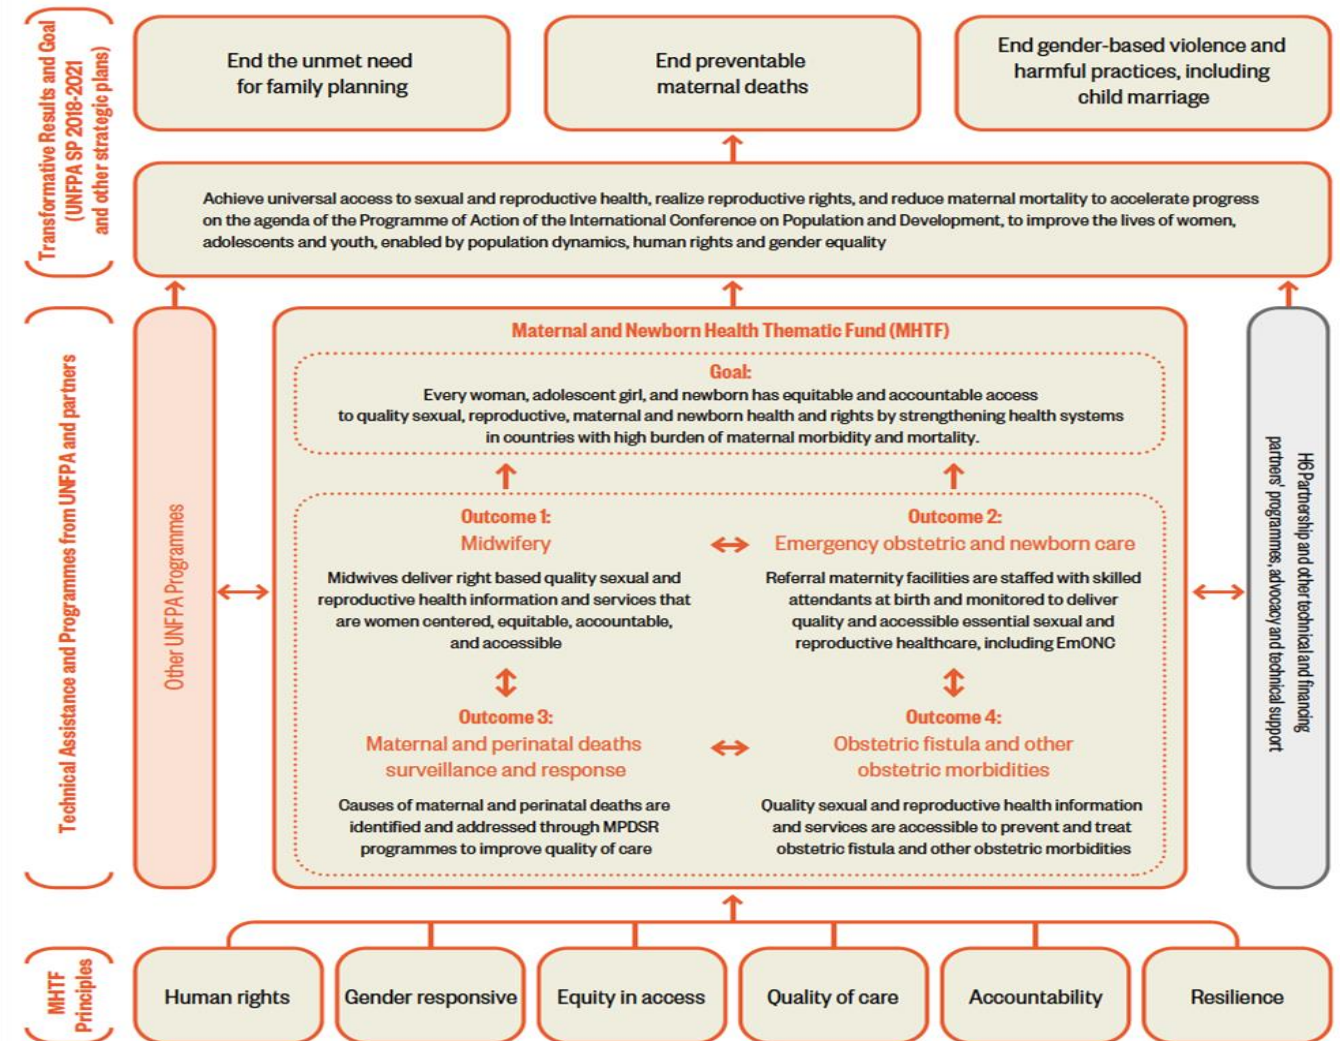 Transformative Results and Goal
(UNFPA SP 2018-2021
and other strategic plans)
End the unmet need
for family planning
End preventable
maternal deaths
End gender-based violence and
harmful practices, including
child marriage
Achieve universal access to sexual and reproductive health, realize reproductive rights, and reduce maternal mortality to accelerate progress
on the agenda of the Programme of Action of the International Conference on Population and Development, to improve the lives of women,
adolescents and youth, enabled by population dynamics, human rights and gender equality
Technical Assistance and Programmes from UNFPA and partners
Other UNFPA Programmes
Maternal and Newborn Health Thematic Fund (MHTF)
Goal:
Every woman, adolescent girl, and newborn has equitable and accountable access
to quality sexual, reproductive, maternal and newborn health and rights by strengthening health systems
in countries with high burden of maternal morbidity and mortality.
Outcome 1:
Midwifery
Midwives deliver right based quality sexual and
reproductive health information and services that
are women centered, equitable, accountable,
and accessible
Outcome 2:
Emergency obstetric and newborn care
Referral maternity facilities are staffed with skilled
attendants at birth and monitored to deliver
quality and accessible essential sexual and
reproductive healthcare, including EmONC
Outcome 3:
Maternal and perinatal deaths
surveillance and response
Causes of maternal and perinatal deaths are
identified and addressed through MPDSR
programmes to improve quality of care
Outcome 4:
Obstetric fistula and other
obstetric morbidities
Quality sexual and reproductive health information
and services are accessible to prevent and treat
obstetric fistula and other obstetric morbidities
H6 Partnership and other technical and financing
partners' programmes, advocacy and technical support
MHTF
Principles
Human rights
Gender responsive
Equity in access
Quality of care
Accountability
Resilience